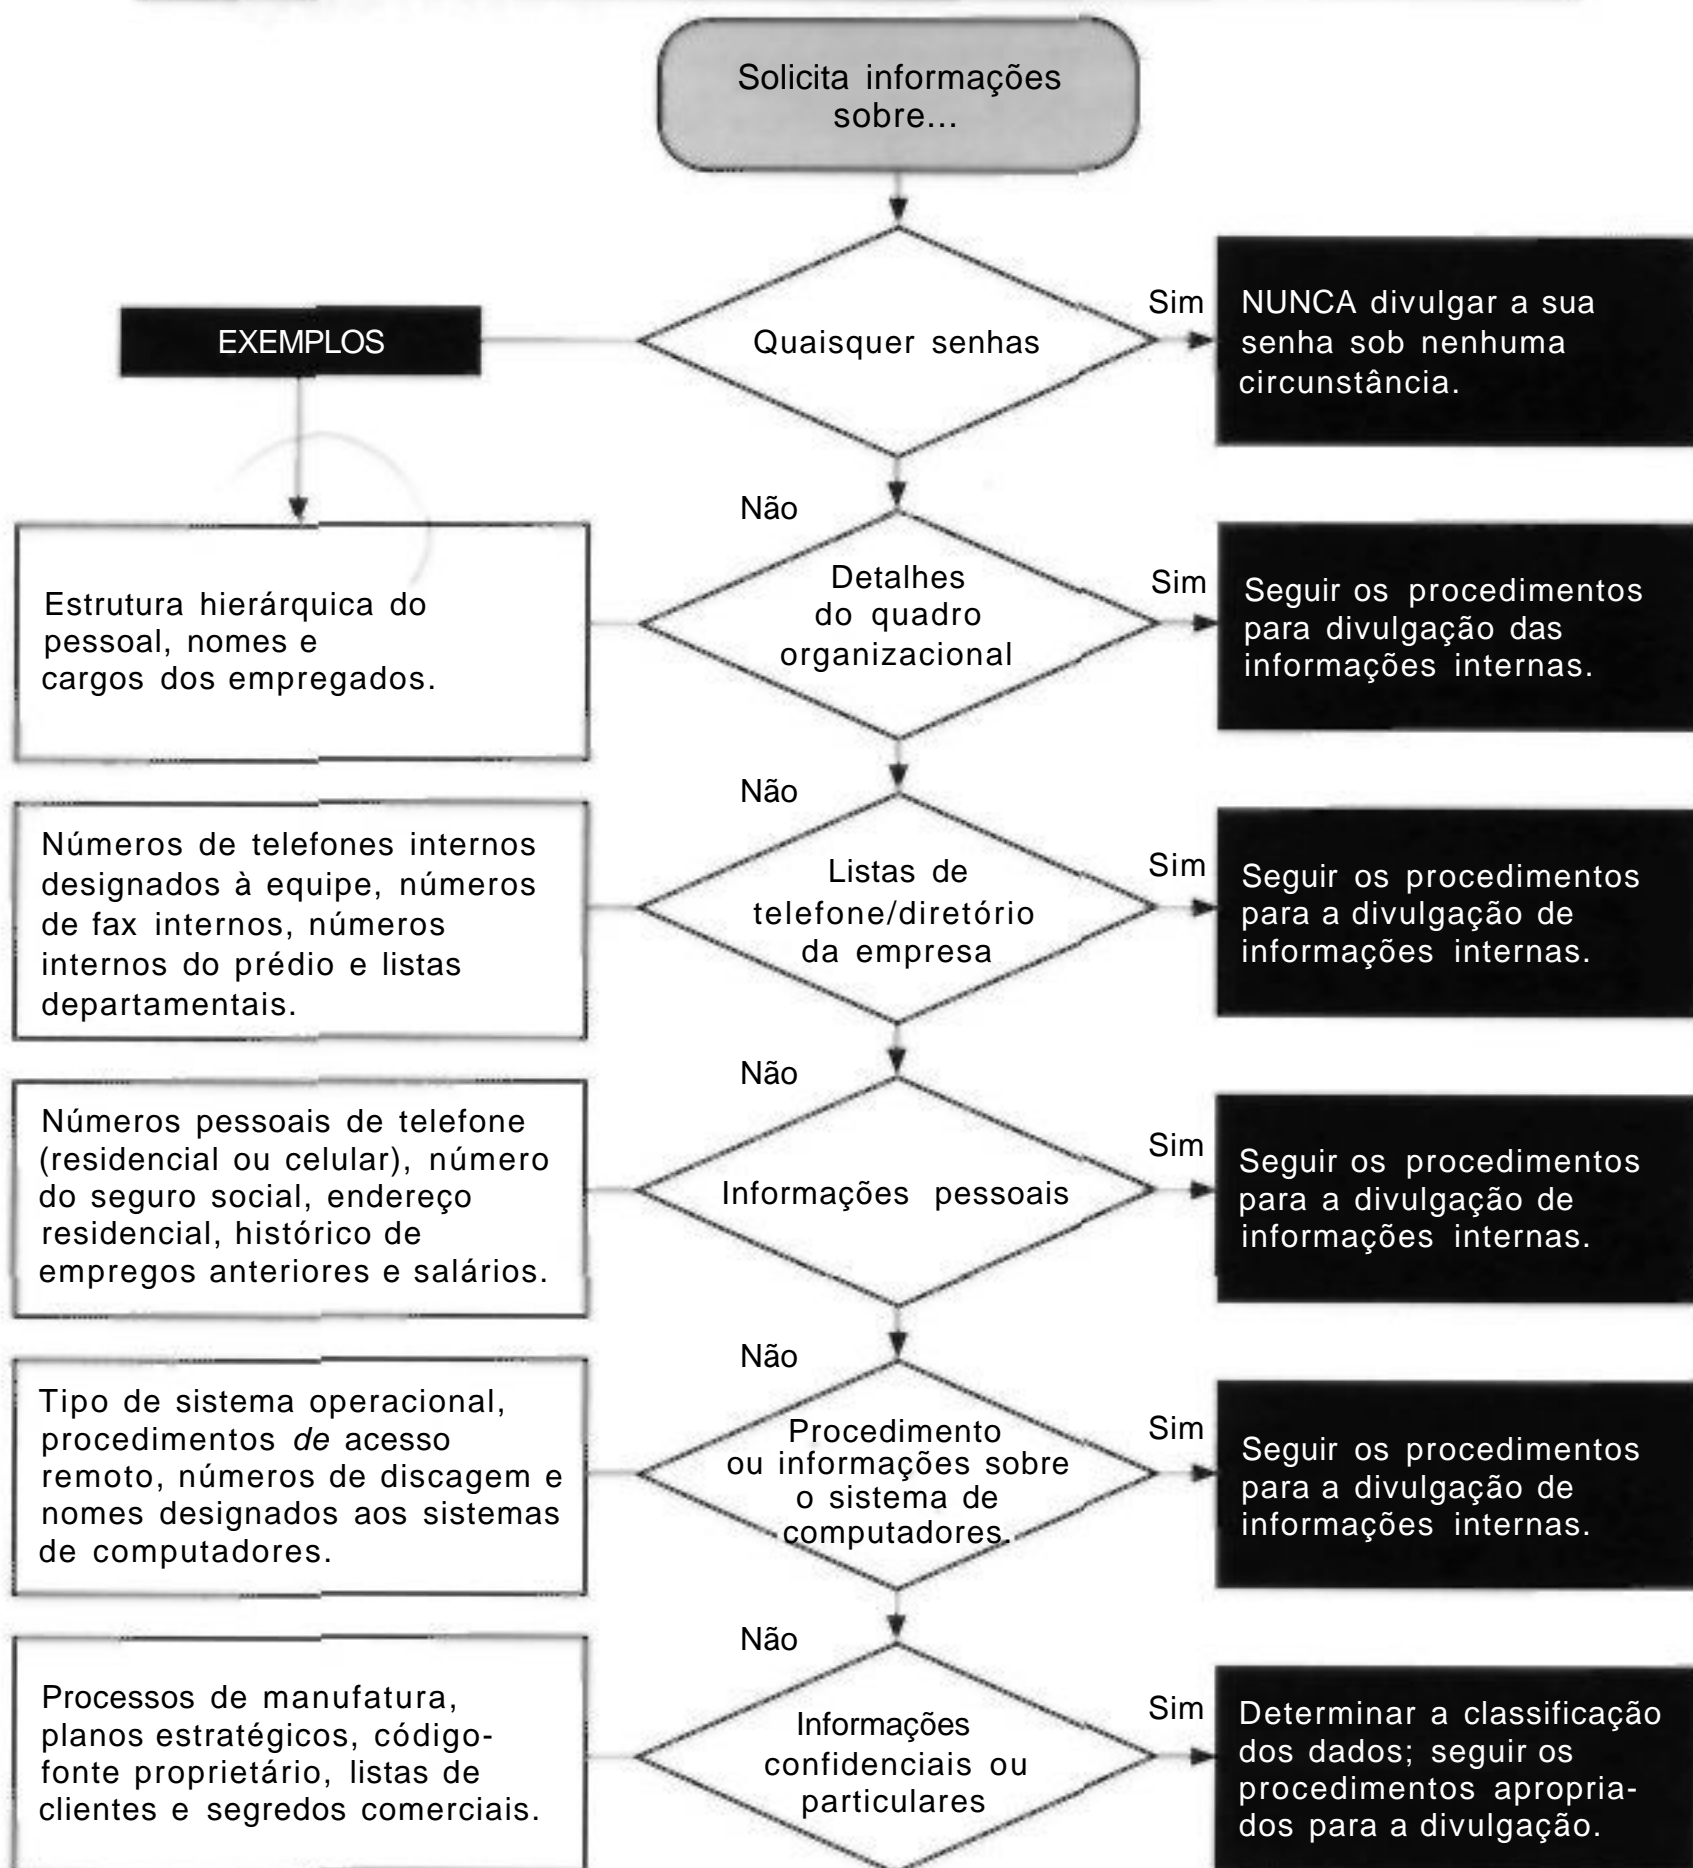 Solicita informações
sobre...
EXEMPLOS
Quaisquer senhas
Sim
NUNCA divulgar a sua
senha sob nenhuma
circunstância.
Não
Estrutura hierárquica do
pessoal, nomes e
cargos dos empregados.
Detalhes
do quadro
organizacional
Sim
Seguir os procedimentos
para divulgação das
informações internas.
Não
Números de telefones internos
designados à equipe, números
de fax internos, números
internos do prédio e listas
departamentais.
Listas de
telefone/diretório
da empresa
Sim
Seguir os procedimentos
para a divulgação de
informações internas.
Não
Números pessoais de telefone
(residencial ou celular), número
do seguro social, endereço
residencial, histórico de
empregos anteriores e salários.
Informações pessoais
Sim
Seguir os procedimentos
para a divulgação de
informações internas.
Não
Tipo de sistema operacional,
procedimentos de acesso
remoto, números de discagem e
nomes designados aos sistemas
de computadores.
Procedimento
ou informações sobre
o sistema de
computadores.
Sim
Seguir os procedimentos
para a divulgação de
informações internas.
Não
Processos de manufatura,
planos estratégicos, código-
fonte proprietário, listas de
clientes e segredos comerciais.
Informações
confidenciais ou
particulares
Sim
Determinar a classificação
dos dados; seguir os
procedimentos apropria-
dos para a divulgação.